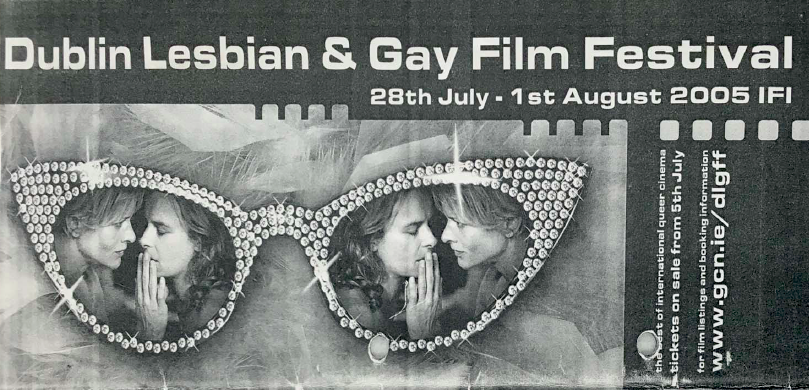 Dublin Lesbian & Gay Film Festival
28th July - 1st August 2005 IFI
the best of international queer cinema
tickets on sale from 5th July
for film listings and booking information
www.gcn.ie/dlgff